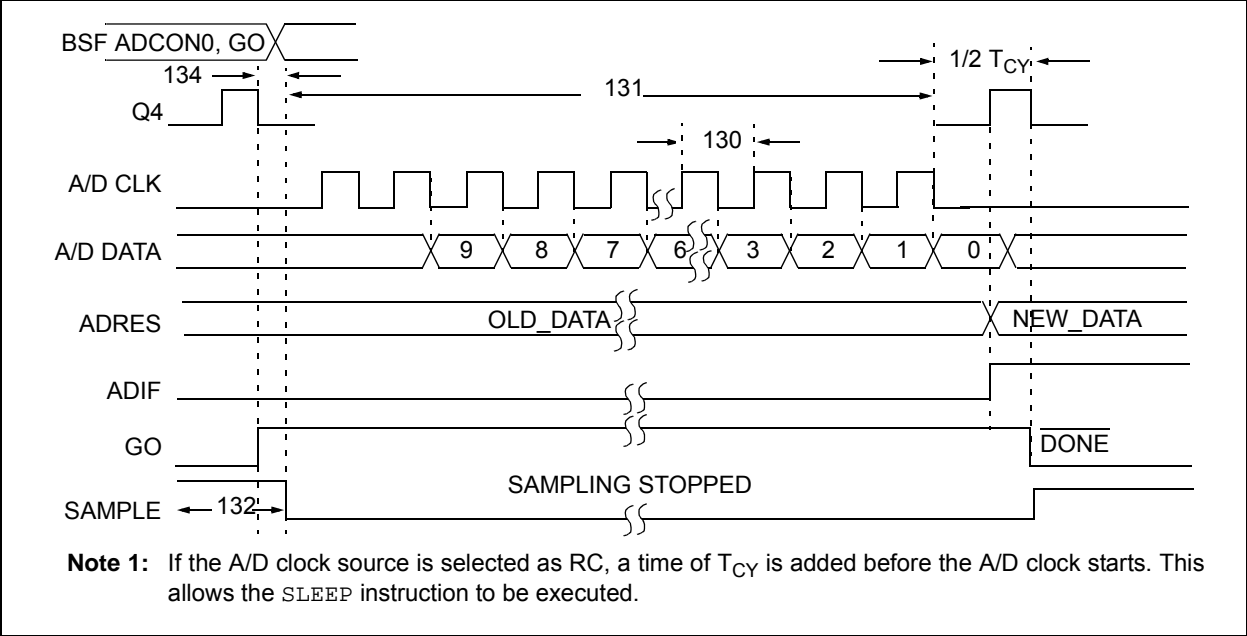 BSF ADCON0, GO
134
1/2 TCY
131
Q4
130
A/D CLK
A/D DATA 9 8 7 6 3 2 1 0
ADRES OLD_DATA NEW_DATA
ADIF
GO DONE
SAMPLING STOPPED
SAMPLE 132
Note 1: If the A/D clock source is selected as RC, a time of TCY is added before the A/D clock starts. This
allows the SLEEP instruction to be executed.